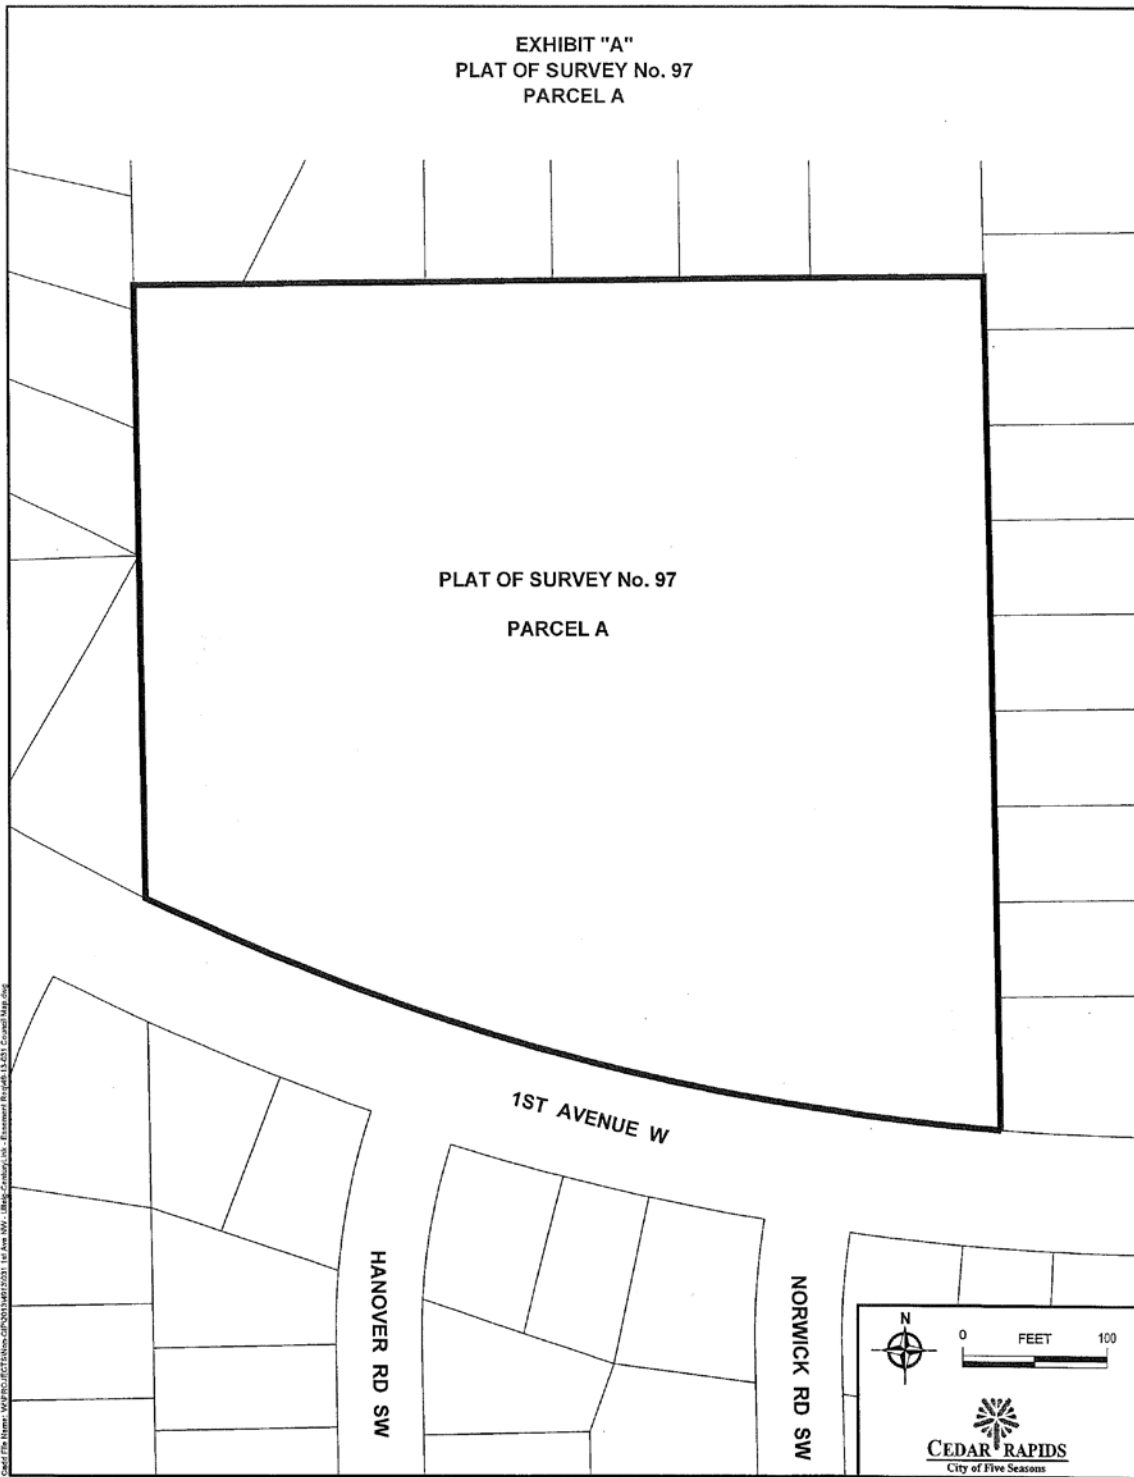 EXHIBIT "A"
PLAT OF SURVEY No. 97
PARCEL A
PLAT OF SURVEY No. 97
PARCEL A
1ST AVENUE W
HANOVER RD SW
NORWICK RD SW
N
0 FEET 100
CEDAR RAPIDS
City of Five Seasons